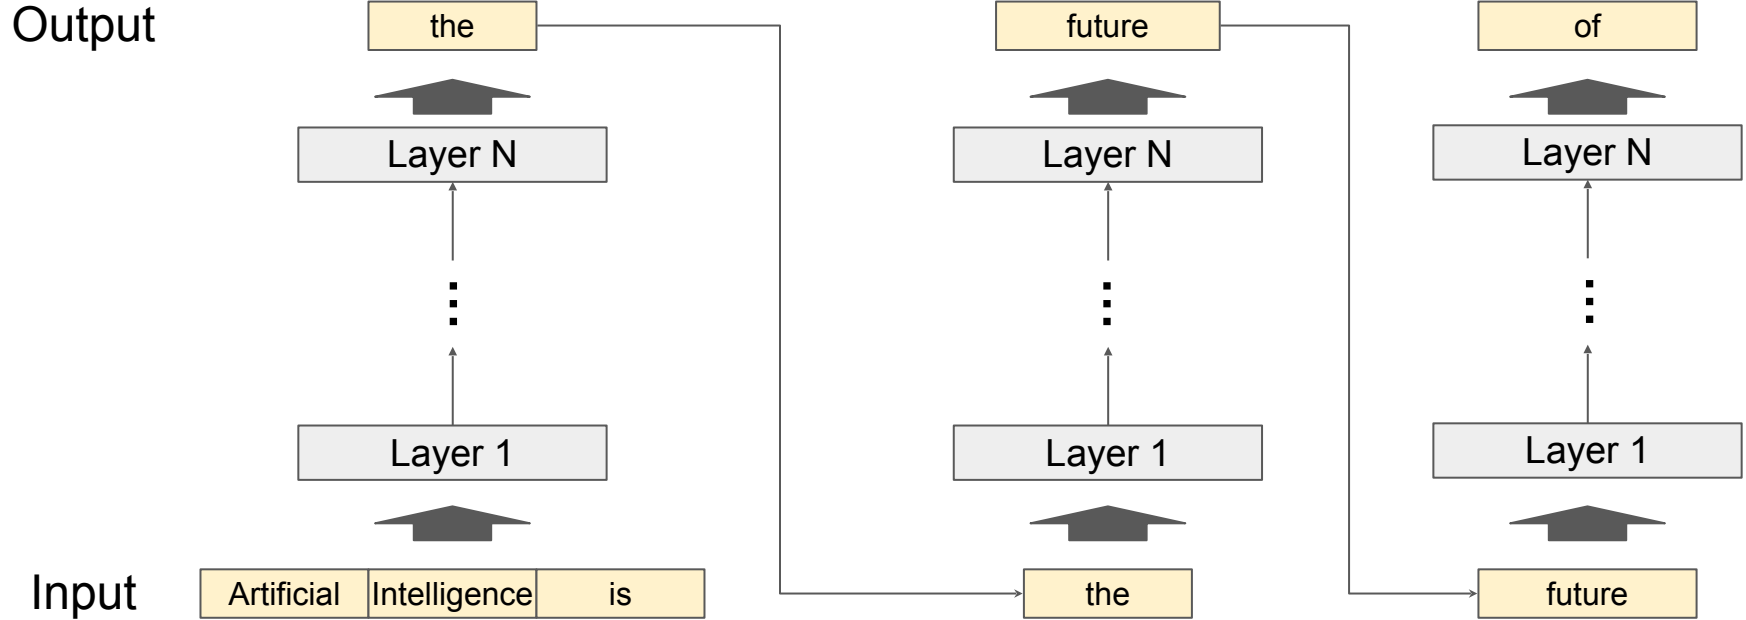 Output
the
future
of
Layer N
Layer N
Layer N
Layer 1
Layer 1
Layer 1
Input
Artificial
Intelligence
is
the
future